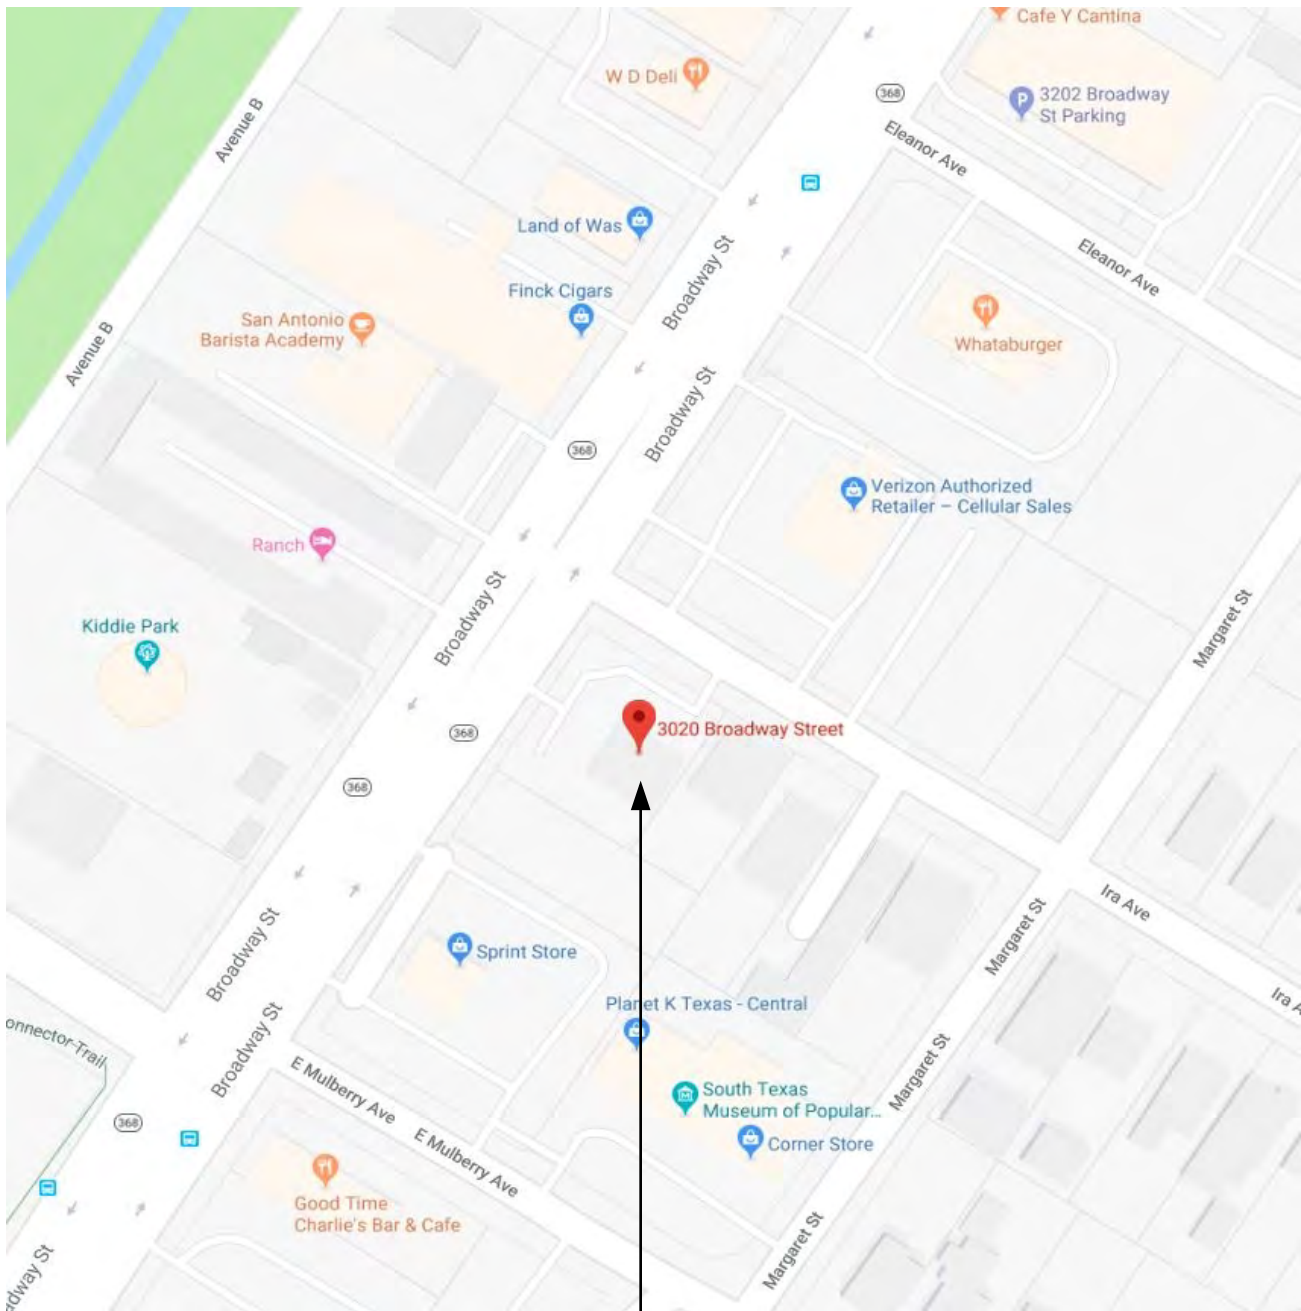 Cafe Y Cantina
W D Deli
368
3202 Broadway
St Parking
Avenue B
Eleanor Ave
Land of Was
Broadway St
Eleanor Ave
Finck Cigars
San Antonio
Barista Academy
Avenue B
Whataburger
Broadway St
368
Verizon Authorized
Retailer – Cellular Sales
Ranch
Broadway St
Kiddie Park
Margaret St
3020 Broadway Street
368
368
Ira Ave
Margaret St
Broadway St
Sprint Store
Planet K Texas - Central
Ira A
onnector-Trail
Broadway St
E Mulberry Ave
Margaret St
South Texas
Museum of Popular...
368
Corner Store
E Mulberry Ave
Good Time
Charlie's Bar & Cafe
Margaret St
adway St